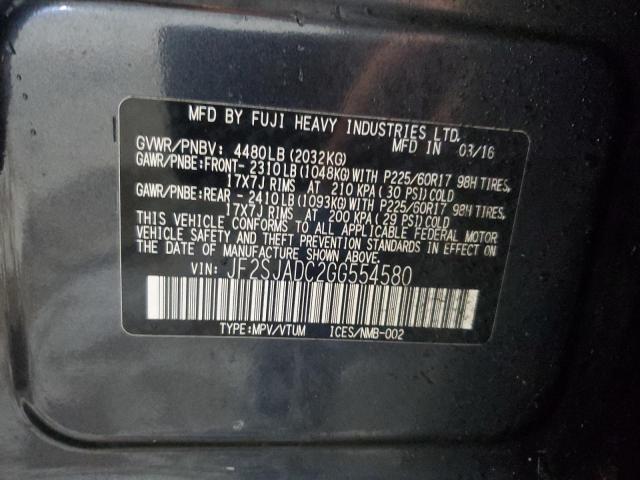 MFD BY FUJI HEAVY INDUSTRIES LTD.
GVWR/PNBV: 4480LB(2032KG) MFD IN 03/16
GAWR/PNBE:FRONT- 2310LB(1048KG)WITH P225/60R17 98H TIRES,
17X7J RIMS AT 210 KPA(30 PSI)COLD
GAWR/PNBE:REAR - 2410LB(1093KG)WITH P225/60R17 98H TIRES,
17X7J RIMS AT 200 KPA(29 PSI)COLD
THIS VEHICLE CONFORMS TO ALL APPLICABLE FEDERAL MOTOR
VEHICLE SAFETY AND THEFT PREVENTION STANDARDS IN EFFECT ON
THE DATE OF MANUFACTURE SHOWN ABOVE.
VIN: JF2SJADC2GG554580
TYPE:MPV/VTUM ICES/NMB-002